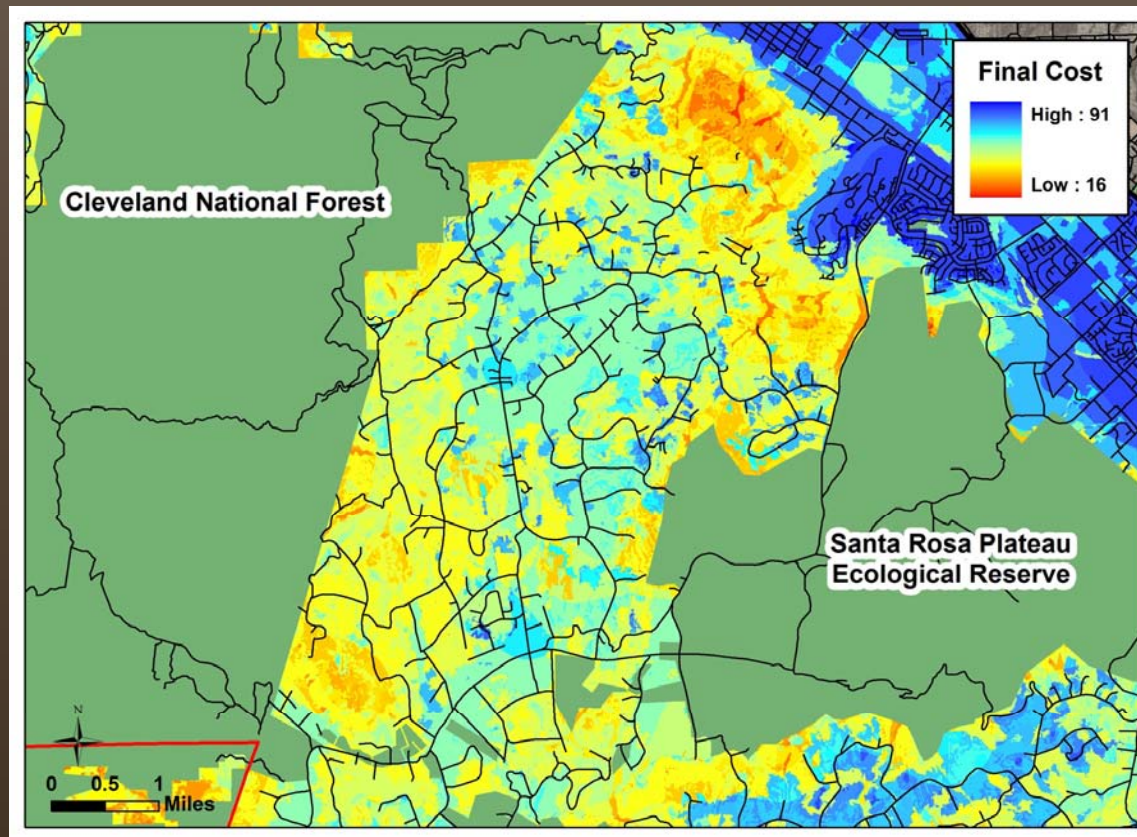 Final Cost
High : 91
Low : 16
Cleveland National Forest
Santa Rosa Plateau
Ecological Reserve
N
0 0.5 1
Miles